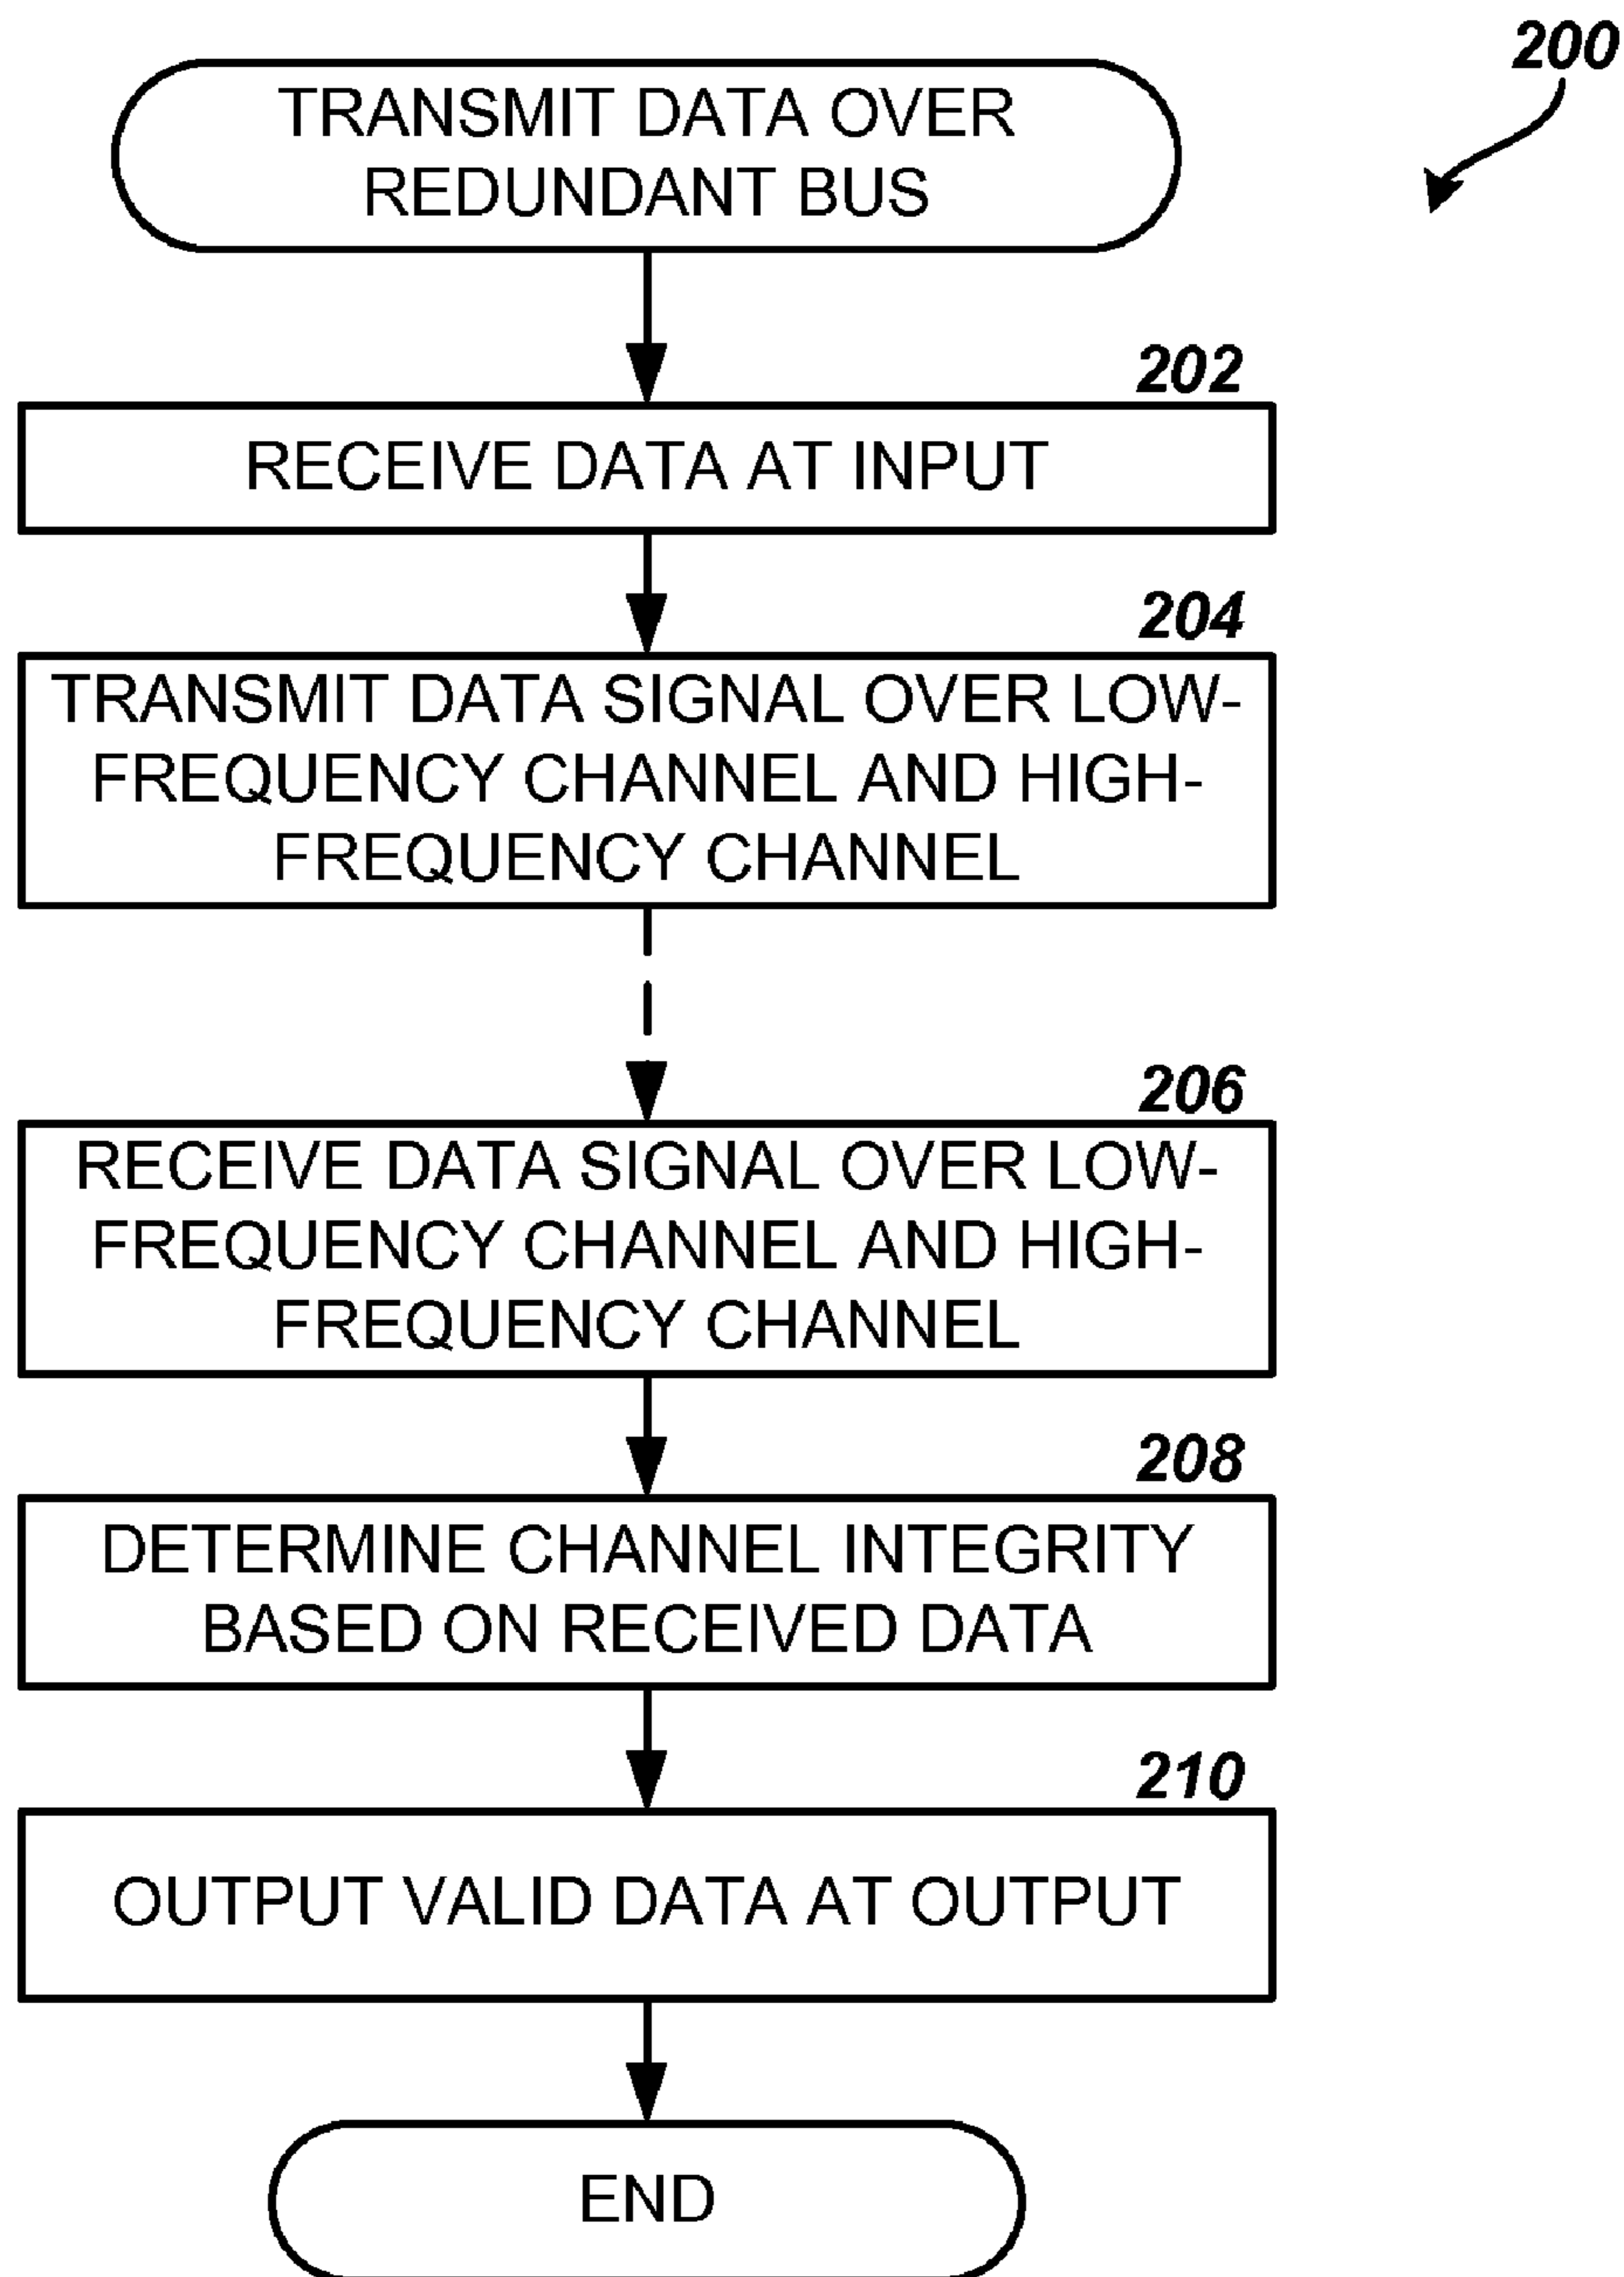 200
TRANSMIT DATA OVER
REDUNDANT BUS
202
RECEIVE DATA AT INPUT
204
TRANSMIT DATA SIGNAL OVER LOW-
FREQUENCY CHANNEL AND HIGH-
FREQUENCY CHANNEL
206
RECEIVE DATA SIGNAL OVER LOW-
FREQUENCY CHANNEL AND HIGH-
FREQUENCY CHANNEL
208
DETERMINE CHANNEL INTEGRITY
BASED ON RECEIVED DATA
210
OUTPUT VALID DATA AT OUTPUT
END